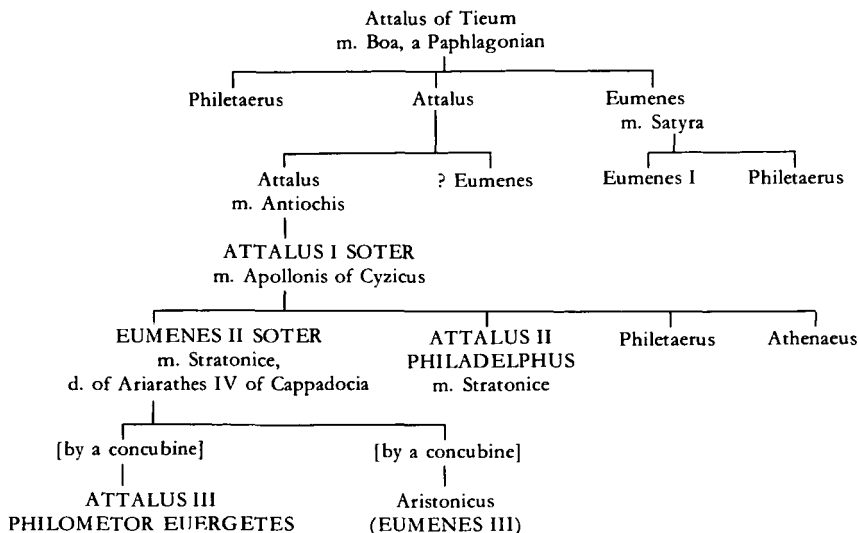 Attalus of Tieum
m. Boa, a Paphlagonian
Philetaerus Attalus Eumenes
m. Satyra
Attalus ? Eumenes Eumenes I Philetaerus
m. Antiochis
ATTALUS I SOTER
m. Apollonis of Cyzicus
EUMENES II SOTER ATTALUS II Philetaerus Athenaeus
m. Stratonice, PHILADELPHUS
d. of Ariarathes IV of Cappadocia m. Stratonice
[by a concubine] [by a concubine]
ATTALUS III Aristonicus
PHILOMETOR EUERGETES (EUMENES III)